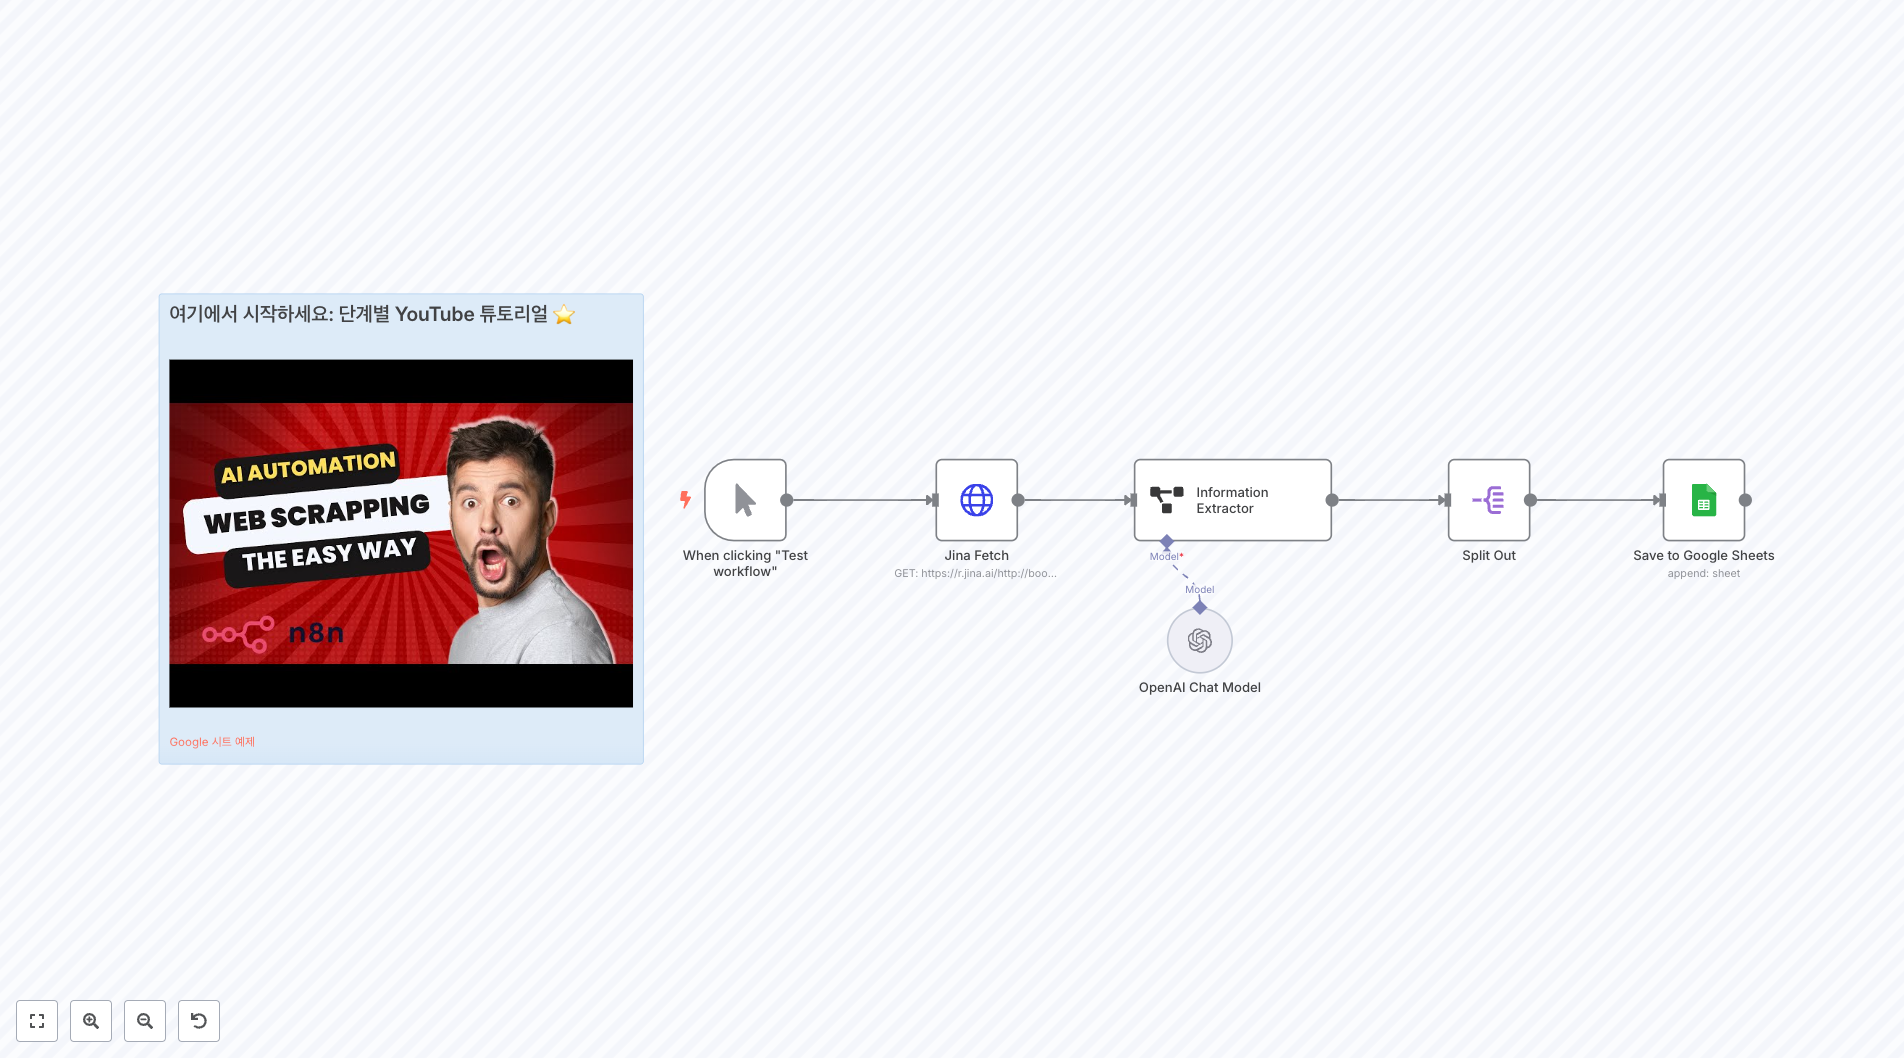 여기에서 시작하세요: 단계별 YouTube 튜토리얼 ⭐
AI AUTOMATION
WEB SCRAPPING
THE EASY WAY
n8n
Google 시트 예제
When clicking "Test
workflow"
Jina Fetch
GET: https://r.jina.ai/http://boo...
Information
Extractor
Model*
Model
OpenAI Chat Model
Split Out
Save to Google Sheets
append: sheet